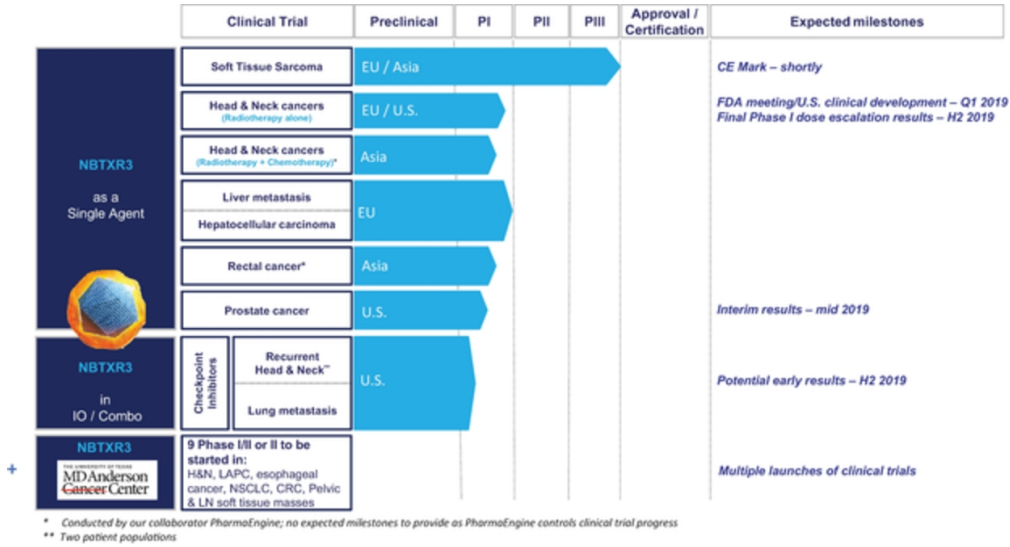 Clinical Trial Preclinical PI PII PIII Approval / Certification Expected milestones
NBTXR3
as a
Single Agent
Soft Tissue Sarcoma EU / Asia CE Mark – shortly
Head & Neck cancers
(Radiotherapy alone)
EU / U.S.
FDA meeting/U.S. clinical development – Q1 2019
Final Phase I dose escalation results – H2 2019
Head & Neck cancers
(Radiotherapy + Chemotherapy)*
Asia
Liver metastasis
Hepatocellular carcinoma
EU
Rectal cancer* Asia
Prostate cancer U.S. Interim results – mid 2019
NBTXR3
in
IO / Combo
Checkpoint
Inhibitors
Recurrent
Head & Neck**
Lung metastasis
U.S.
Potential early results – H2 2019
+
NBTXR3
THE UNIVERSITY OF TEXAS
MD Anderson
Cancer Center
9 Phase I/II or II to be
started in:
H&N, LAPC, esophageal
cancer, NSCLC, CRC, Pelvic
& LN soft tissue masses
Multiple launches of clinical trials
* Conducted by our collaborator PharmaEngine; no expected milestones to provide as PharmaEngine controls clinical trial progress
** Two patient populations